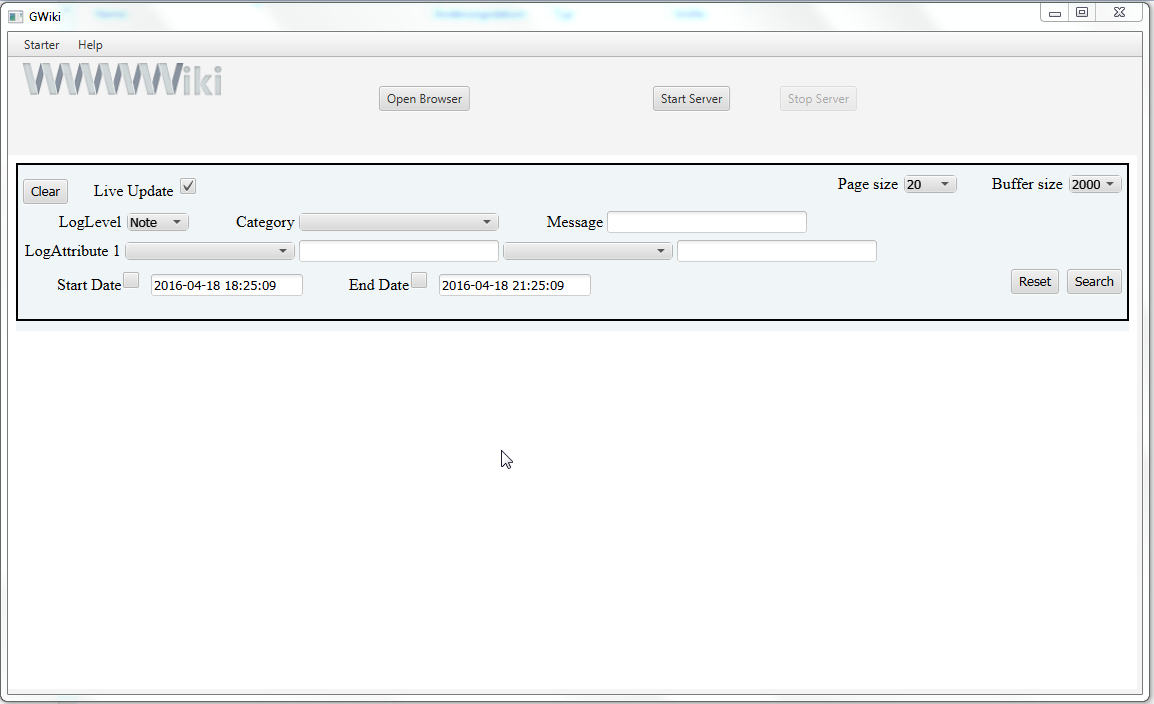 GWiki
Starter Help
WWWWiki
Open Browser Start Server Stop Server
Clear Live Update Page size 20 Buffer size 2000
LogLevel Note Category Message
LogAttribute 1
Start Date 2016-04-18 18:25:09 End Date 2016-04-18 21:25:09 Reset Search